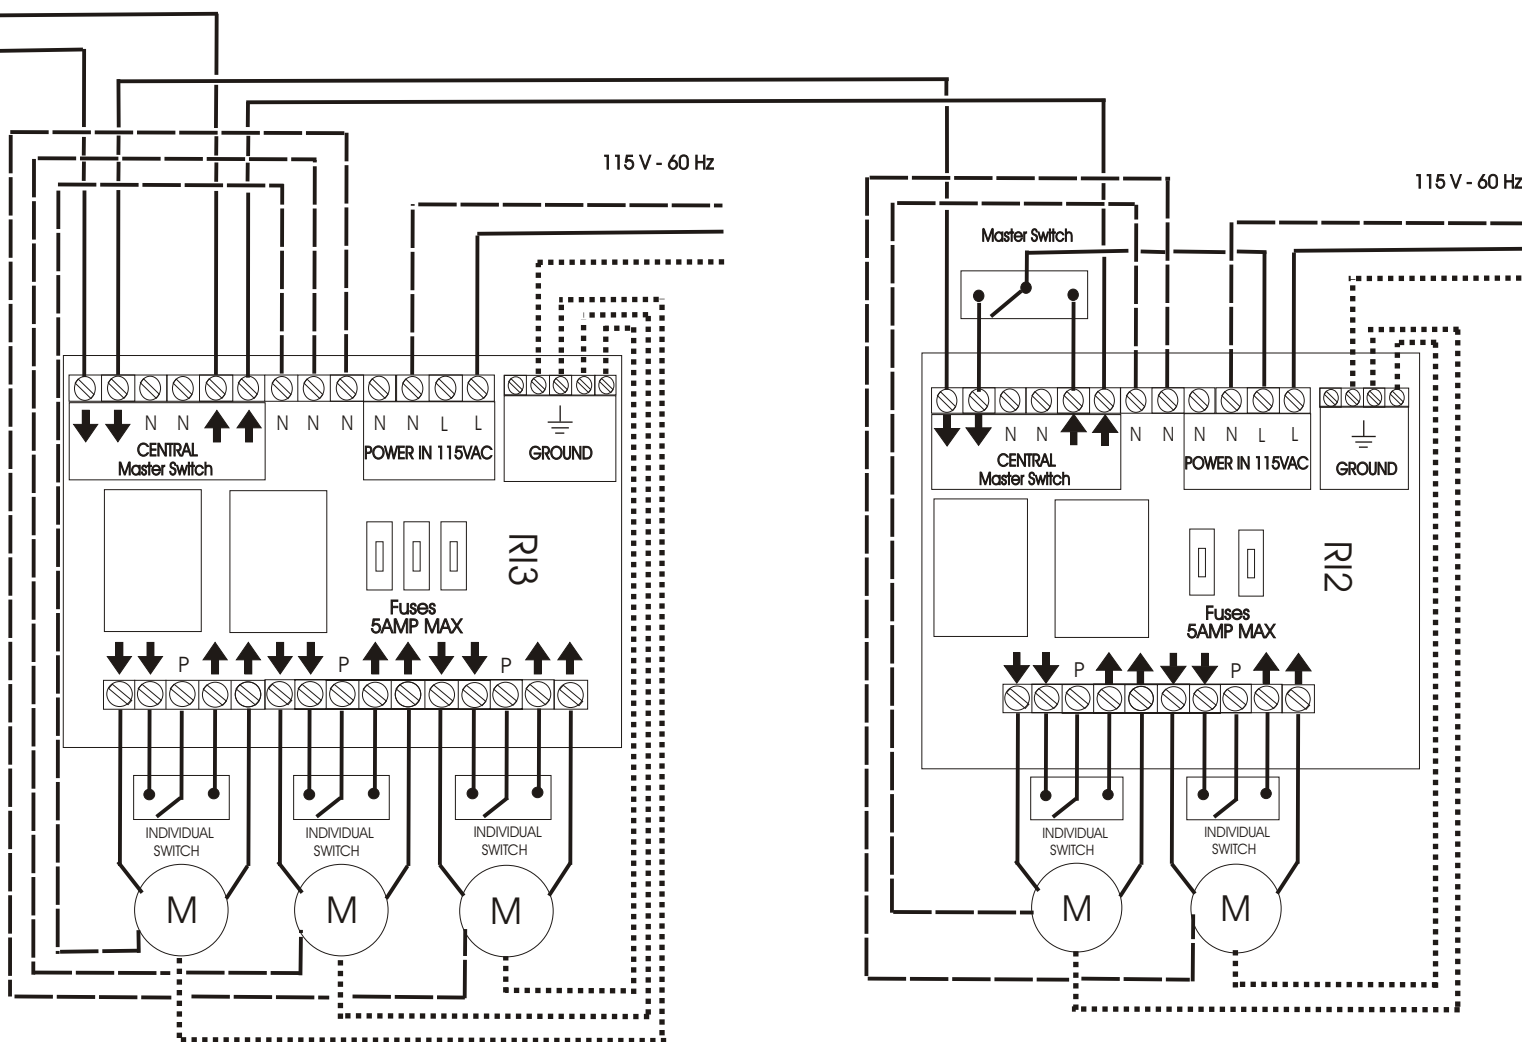 115 V - 60 Hz
115 V - 60 Hz
Master Switch
N N N N N N N L L
CENTRAL
Master Switch
POWER IN 115VAC
GROUND
N N N N N N L L
CENTRAL
Master Switch
POWER IN 115VAC
GROUND
RI3
Fuses
5AMP MAX
RI2
Fuses
5AMP MAX
P P P
P P
INDIVIDUAL
SWITCH
INDIVIDUAL
SWITCH
INDIVIDUAL
SWITCH
INDIVIDUAL
SWITCH
INDIVIDUAL
SWITCH
M M M
M M